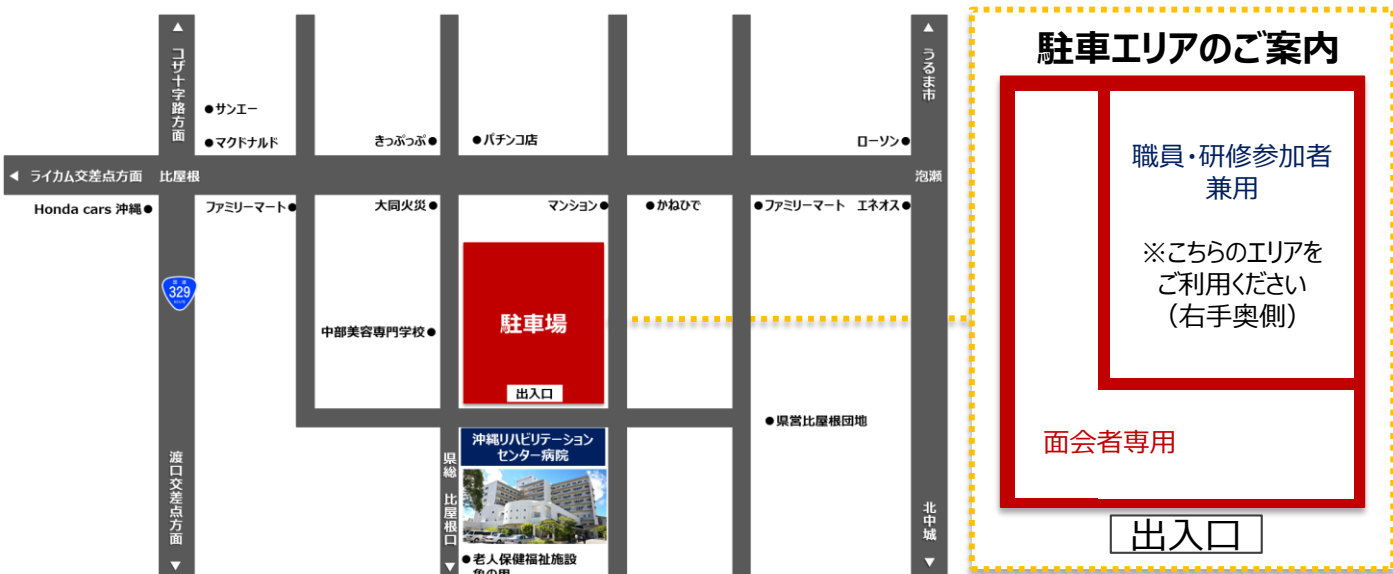 ▲ コザ十字路方面
▲ うるま市
●サンエー
●マクドナルド
きっぷっぷ●
●パチンコ店
ローソン●
◀ ライカム交差点方面
比屋根
泡瀬
Honda cars 沖縄●
ファミリーマート●
大同火災●
マンション●
●かねひで
●ファミリーマート
エネオス●
国道
329
ROUTE
中部美容専門学校●
駐車場
出入口
●県営比屋根団地
沖縄リハビリテーション
センター病院
渡口交差点方面 ▼
県総 比屋根口 ▼
北中城 ▼
●老人保健福祉施設
亀の里
駐車エリアのご案内
職員・研修参加者
兼用
※こちらのエリアを
ご利用ください
（右手奥側）
面会者専用
出入口